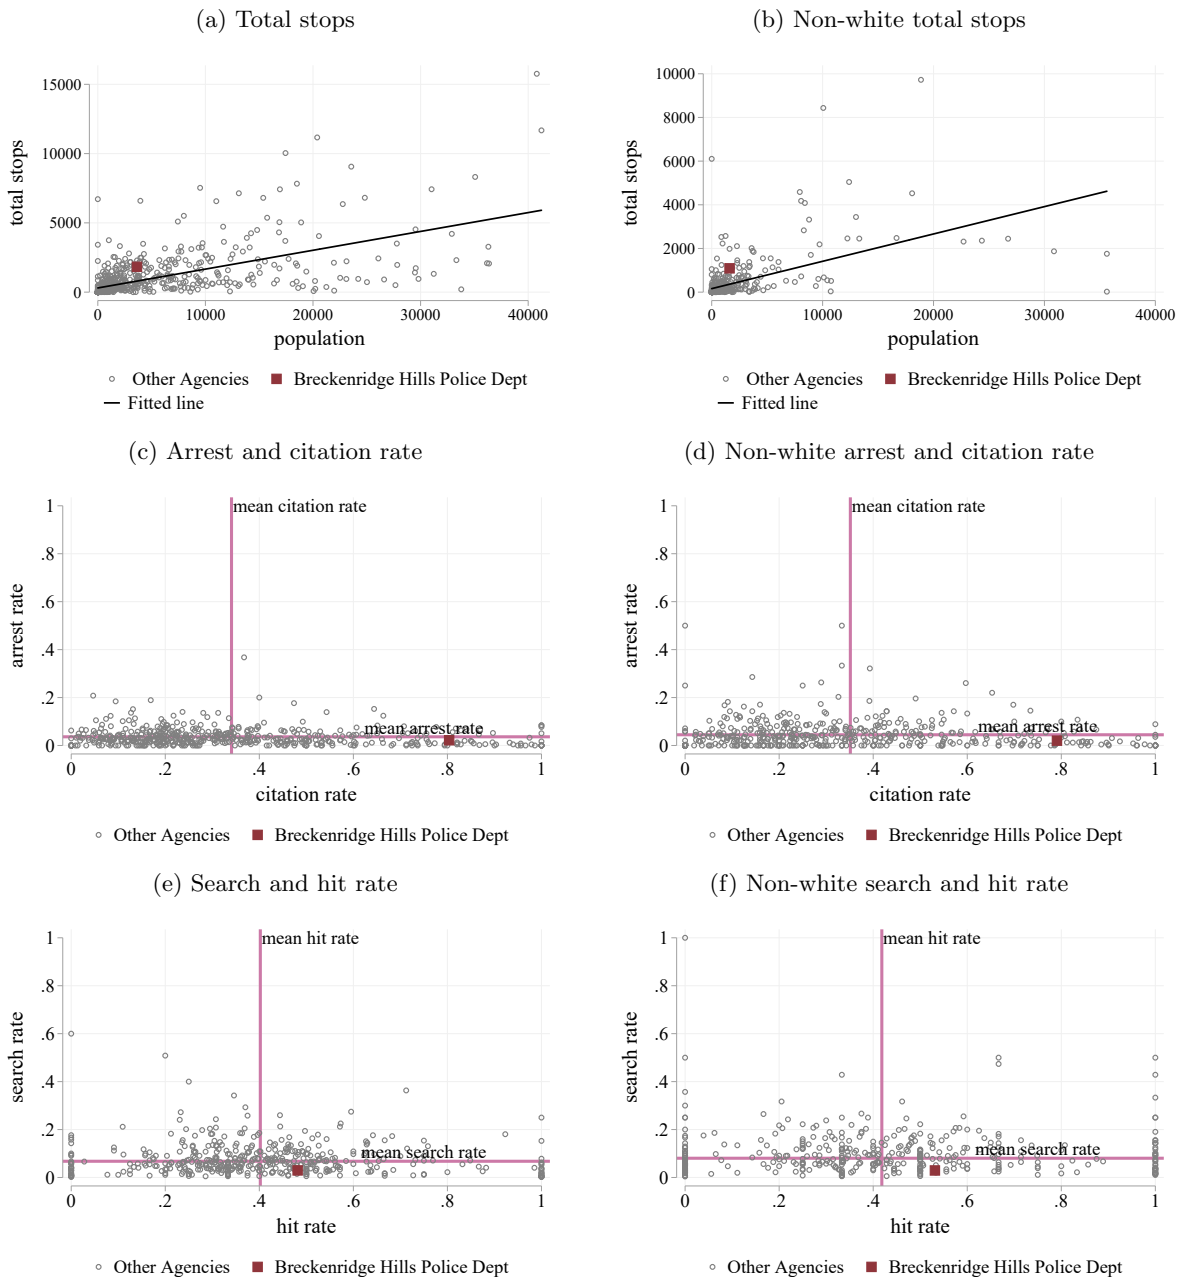 (a) Total stops
(b) Non-white total stops
total stops
15000
10000
5000
0
0 10000 20000 30000 40000
population
Other Agencies Breckenridge Hills Police Dept
Fitted line
total stops
10000
8000
6000
4000
2000
0
0 10000 20000 30000 40000
population
Other Agencies Breckenridge Hills Police Dept
Fitted line
(c) Arrest and citation rate
(d) Non-white arrest and citation rate
arrest rate
1
.8
.6
.4
.2
0
mean citation rate
mean arrest rate
0 .2 .4 .6 .8 1
citation rate
Other Agencies Breckenridge Hills Police Dept
arrest rate
1
.8
.6
.4
.2
0
mean citation rate
mean arrest rate
0 .2 .4 .6 .8 1
citation rate
Other Agencies Breckenridge Hills Police Dept
(e) Search and hit rate
(f) Non-white search and hit rate
search rate
1
.8
.6
.4
.2
0
mean hit rate
mean search rate
0 .2 .4 .6 .8 1
hit rate
Other Agencies Breckenridge Hills Police Dept
search rate
1
.8
.6
.4
.2
0
mean hit rate
mean search rate
0 .2 .4 .6 .8 1
hit rate
Other Agencies Breckenridge Hills Police Dept